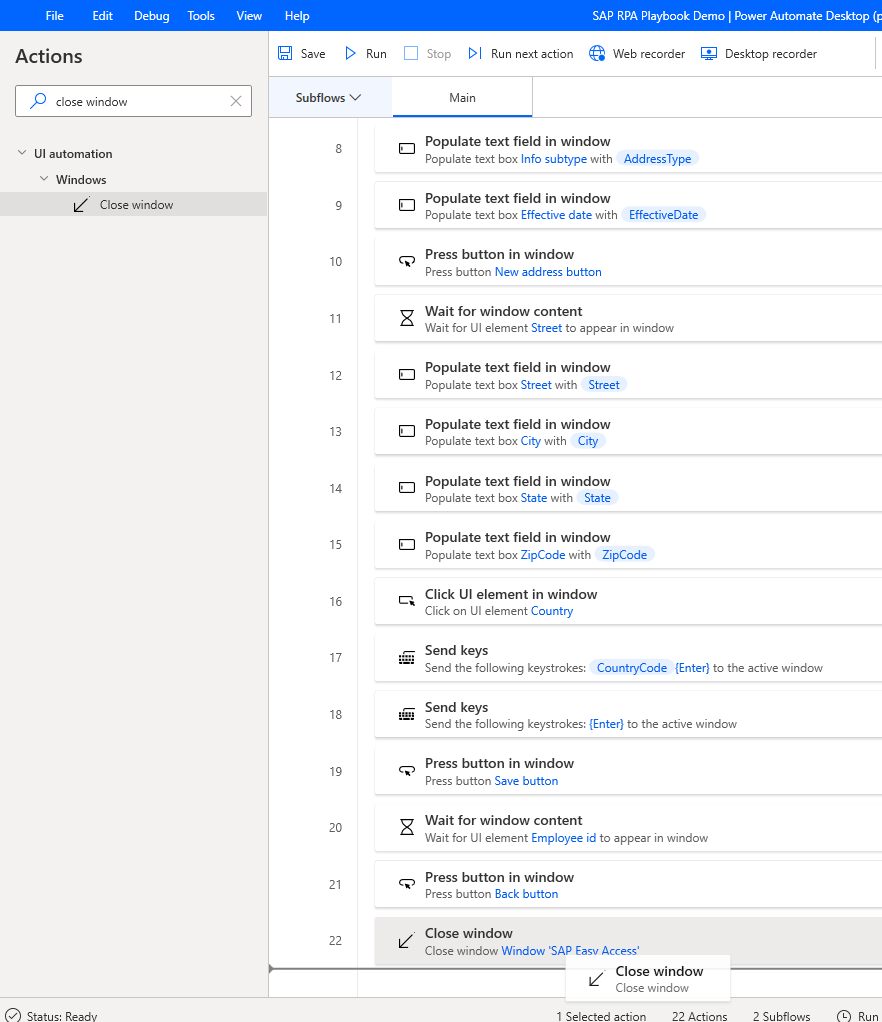 File Edit Debug Tools View Help SAP RPA Playbook Demo | Power Automate Desktop (p
Actions
close window
UI automation
Windows
Close window
Save Run Stop Run next action Web recorder Desktop recorder
Subflows Main
8 Populate text field in window
Populate text box Info subtype with AddressType
9 Populate text field in window
Populate text box Effective date with EffectiveDate
10 Press button in window
Press button New address button
11 Wait for window content
Wait for UI element Street to appear in window
12 Populate text field in window
Populate text box Street with Street
13 Populate text field in window
Populate text box City with City
14 Populate text field in window
Populate text box State with State
15 Populate text field in window
Populate text box ZipCode with ZipCode
16 Click UI element in window
Click on UI element Country
17 Send keys
Send the following keystrokes: CountryCode {Enter} to the active window
18 Send keys
Send the following keystrokes: {Enter} to the active window
19 Press button in window
Press button Save button
20 Wait for window content
Wait for UI element Employee id to appear in window
21 Press button in window
Press button Back button
22 Close window
Close window Window 'SAP Easy Access'
Close window
Close window
Status: Ready 1 Selected action 22 Actions 2 Subflows Run